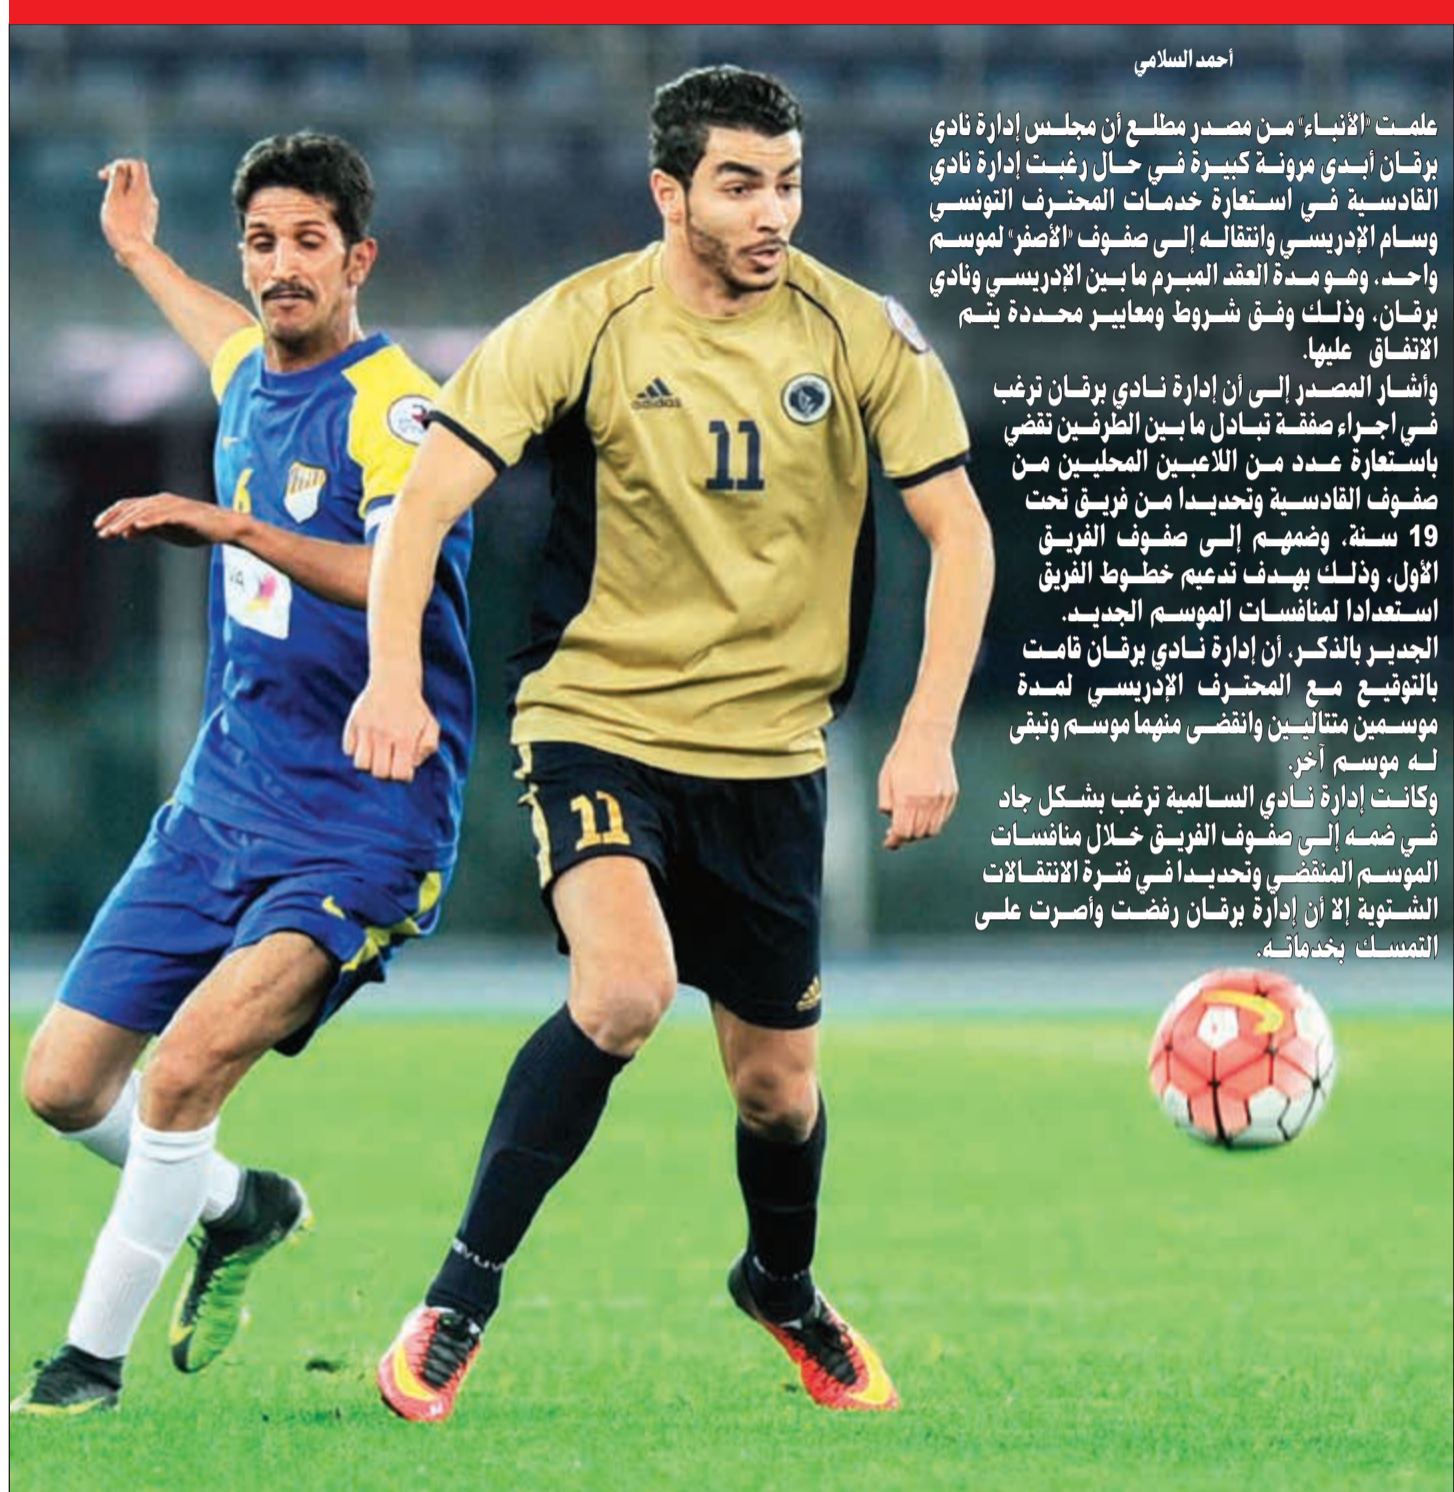 أحمد السلامي
علمت «الأنباء» من مصدر مطلع أن مجلس إدارة نادي
برقان أبدى مرونة كبيرة في حال رغبت إدارة نادي
القادسية في استعارة خدمات المحترف التونسي
وسام الإدريسي وانتقاله إلى صفوف «الأصفر» لموسم
واحد، وهو مدة العقد المبرم ما بين الإدريسي ونادي
برقان، وذلك وفق شروط ومعايير محددة يتم
الاتفاق عليها.
وأشار المصدر إلى أن إدارة نادي برقان ترغب
في اجراء صفقة تبادل ما بين الطرفين تقضي
باستعارة عدد من اللاعبين المحليين من
صفوف القادسية وتحديدا من فريق تحت
19 سنة، وضمهم إلى صفوف الفريق
الأول، وذلك بهدف تدعيم خطوط الفريق
استعدادا لمنافسات الموسم الجديد.
الجدير بالذكر، أن إدارة نادي برقان قامت
بالتوقيع مع المحترف الإدريسي لمدة
موسمين متتاليين وانقضى منهما موسم وتبقى
له موسم آخر.
وكانت إدارة نادي السالمية ترغب بشكل جاد
في ضمه إلى صفوف الفريق خلال منافسات
الموسم المنقضي وتحديدا في فترة الانتقالات
الشتوية إلا أن إدارة برقان رفضت وأصرت على
التمسك بخدماته.
adidas
11
6
11